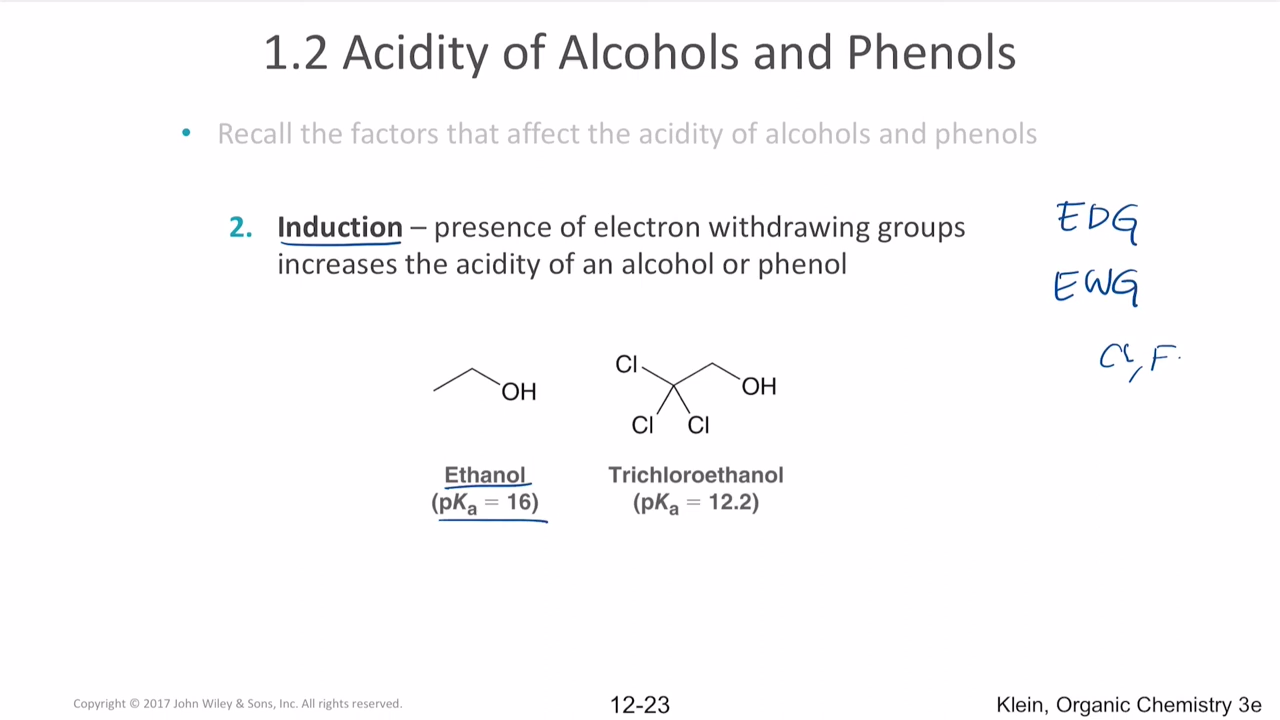 1.2 Acidity of Alcohols and Phenols
• Recall the factors that affect the acidity of alcohols and phenols
2. Induction – presence of electron withdrawing groups
increases the acidity of an alcohol or phenol
EDG
EWG
Cl, F
Cl
OH
OH
Cl
Cl
Ethanol
(pKa = 16)
Trichloroethanol
(pKa = 12.2)
Copyright © 2017 John Wiley & Sons, Inc. All rights reserved.
12-23
Klein, Organic Chemistry 3e